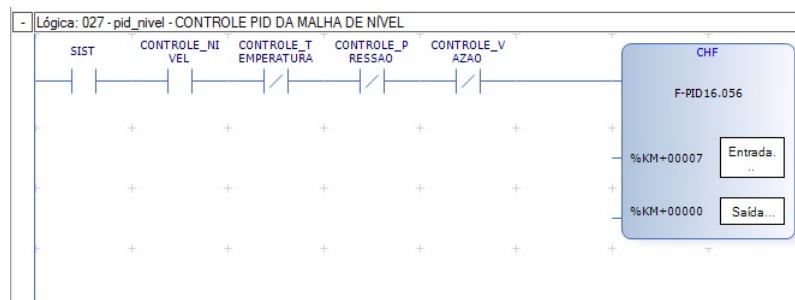 - Lógica: 027 - pid_nivel - CONTROLE PID DA MALHA DE NÍVEL
SIST
CONTROLE_NI
VEL
CONTROLE_T
EMPERATURA
CONTROLE_P
RESSAO
CONTROLE_V
AZAO
CHF
F-PID16.056
%KM+00007
Entrada.
..
%KM+00000
Saída...